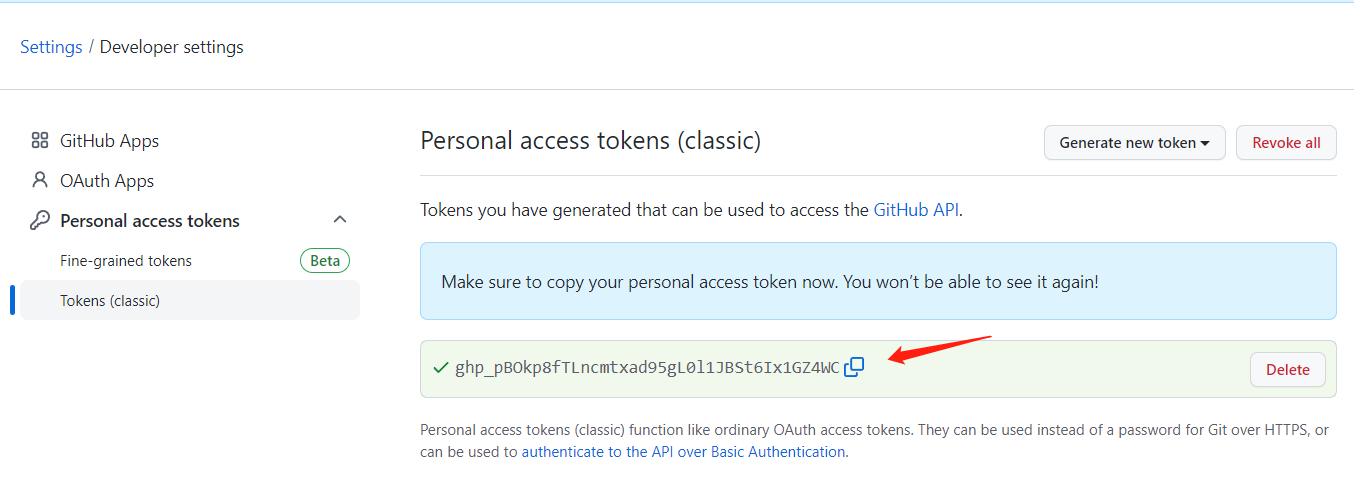 Settings / Developer settings
GitHub Apps
OAuth Apps
Personal access tokens
Fine-grained tokens Beta
Tokens (classic)
Personal access tokens (classic)
Generate new token
Revoke all
Tokens you have generated that can be used to access the GitHub API.
Make sure to copy your personal access token now. You won’t be able to see it again!
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
Delete
Personal access tokens (classic) function like ordinary OAuth access tokens. They can be used instead of a password for Git over HTTPS, or
can be used to authenticate to the API over Basic Authentication.